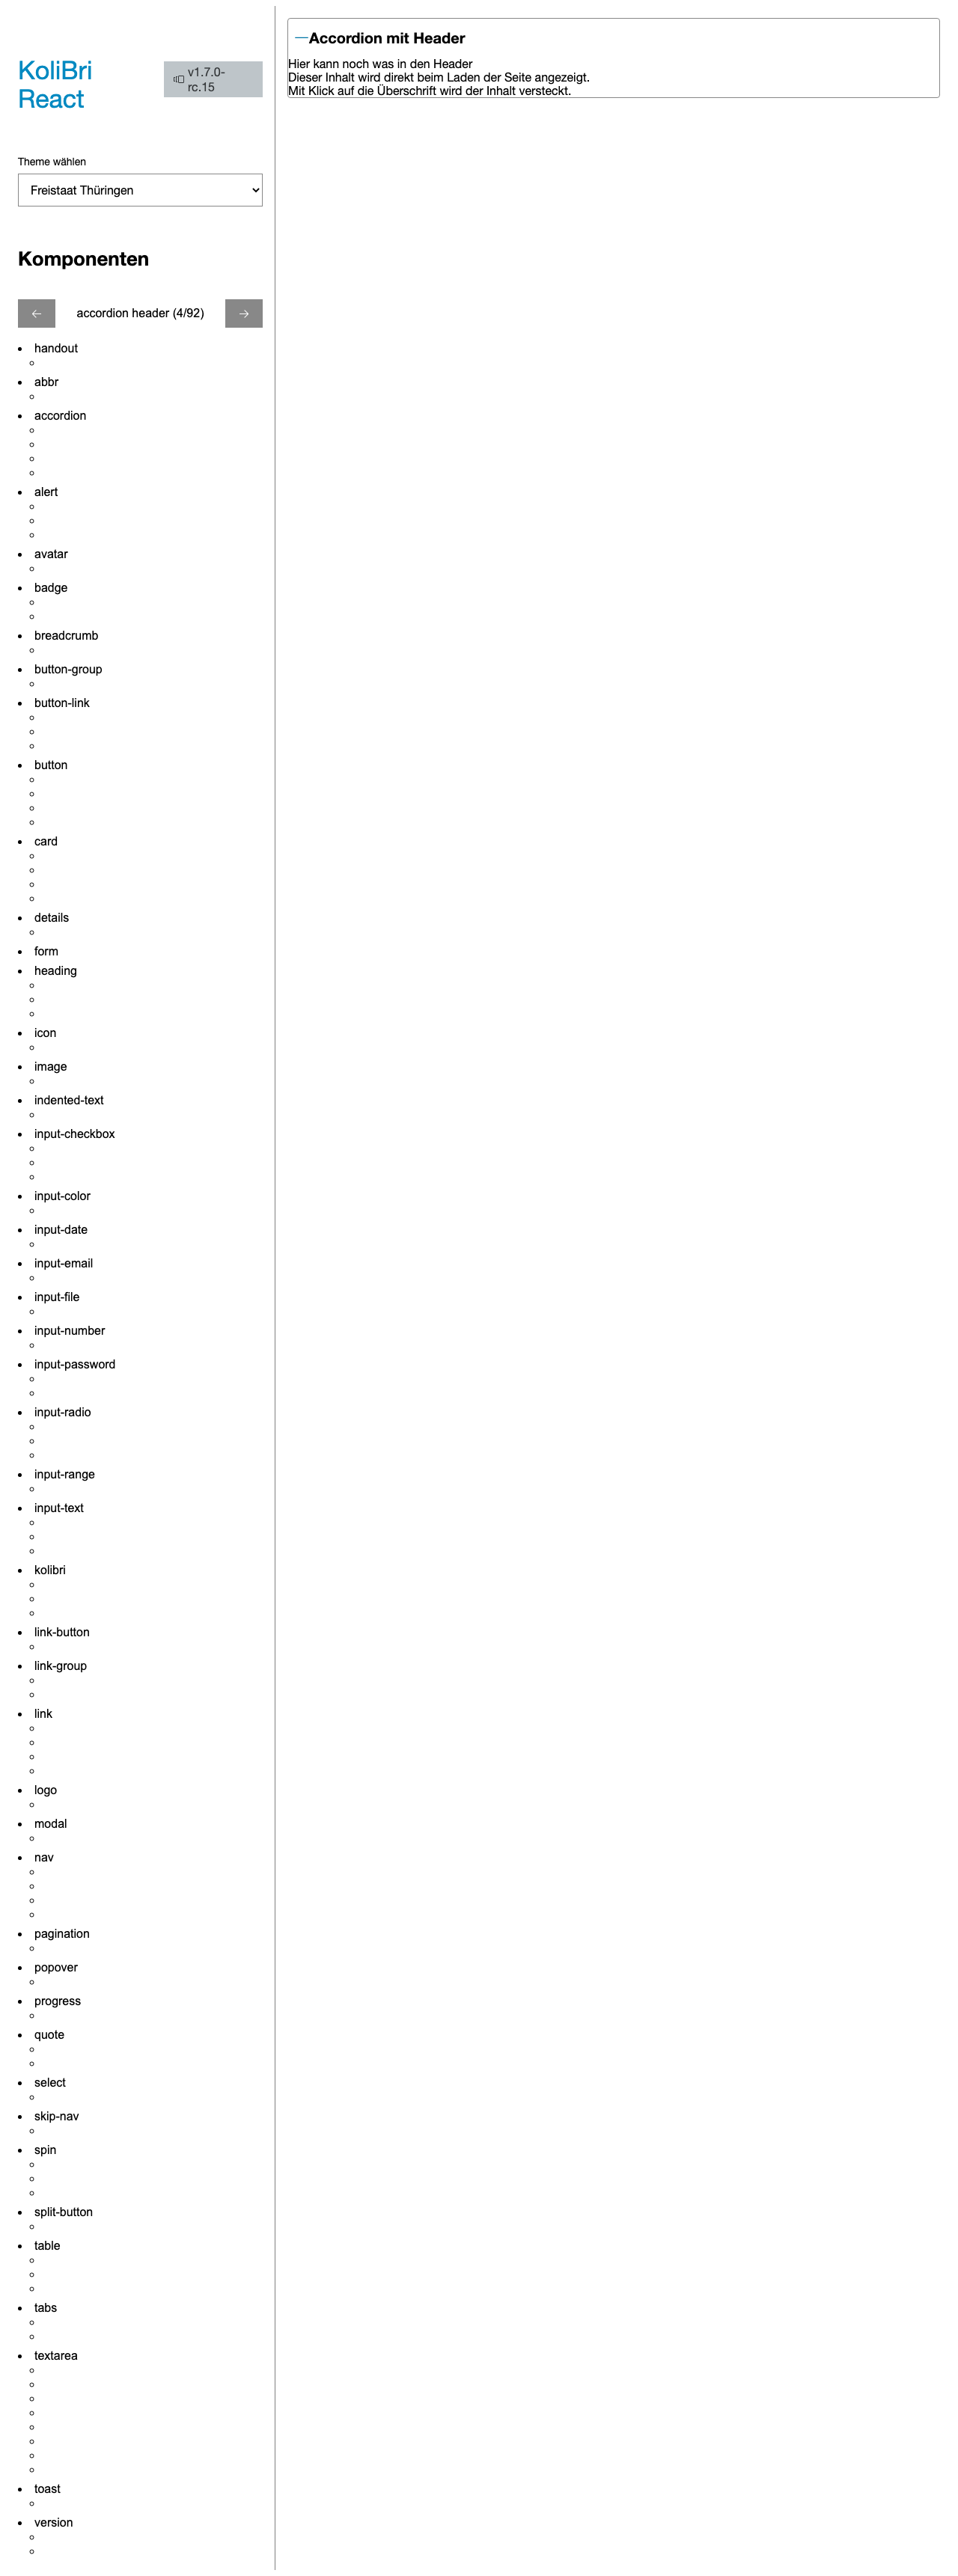 KoliBri
React
v1.7.0-
rc.15
Theme wählen
Freistaat Thüringen
Komponenten
accordion header (4/92)
handout
abbr
accordion
alert
avatar
badge
breadcrumb
button-group
button-link
button
card
details
form
heading
icon
image
indented-text
input-checkbox
input-color
input-date
input-email
input-file
input-number
input-password
input-radio
input-range
input-text
kolibri
link-button
link-group
link
logo
modal
nav
pagination
popover
progress
quote
select
skip-nav
spin
split-button
table
tabs
textarea
toast
version
Accordion mit Header
Hier kann noch was in den Header
Dieser Inhalt wird direkt beim Laden der Seite angezeigt.
Mit Klick auf die Überschrift wird der Inhalt versteckt.